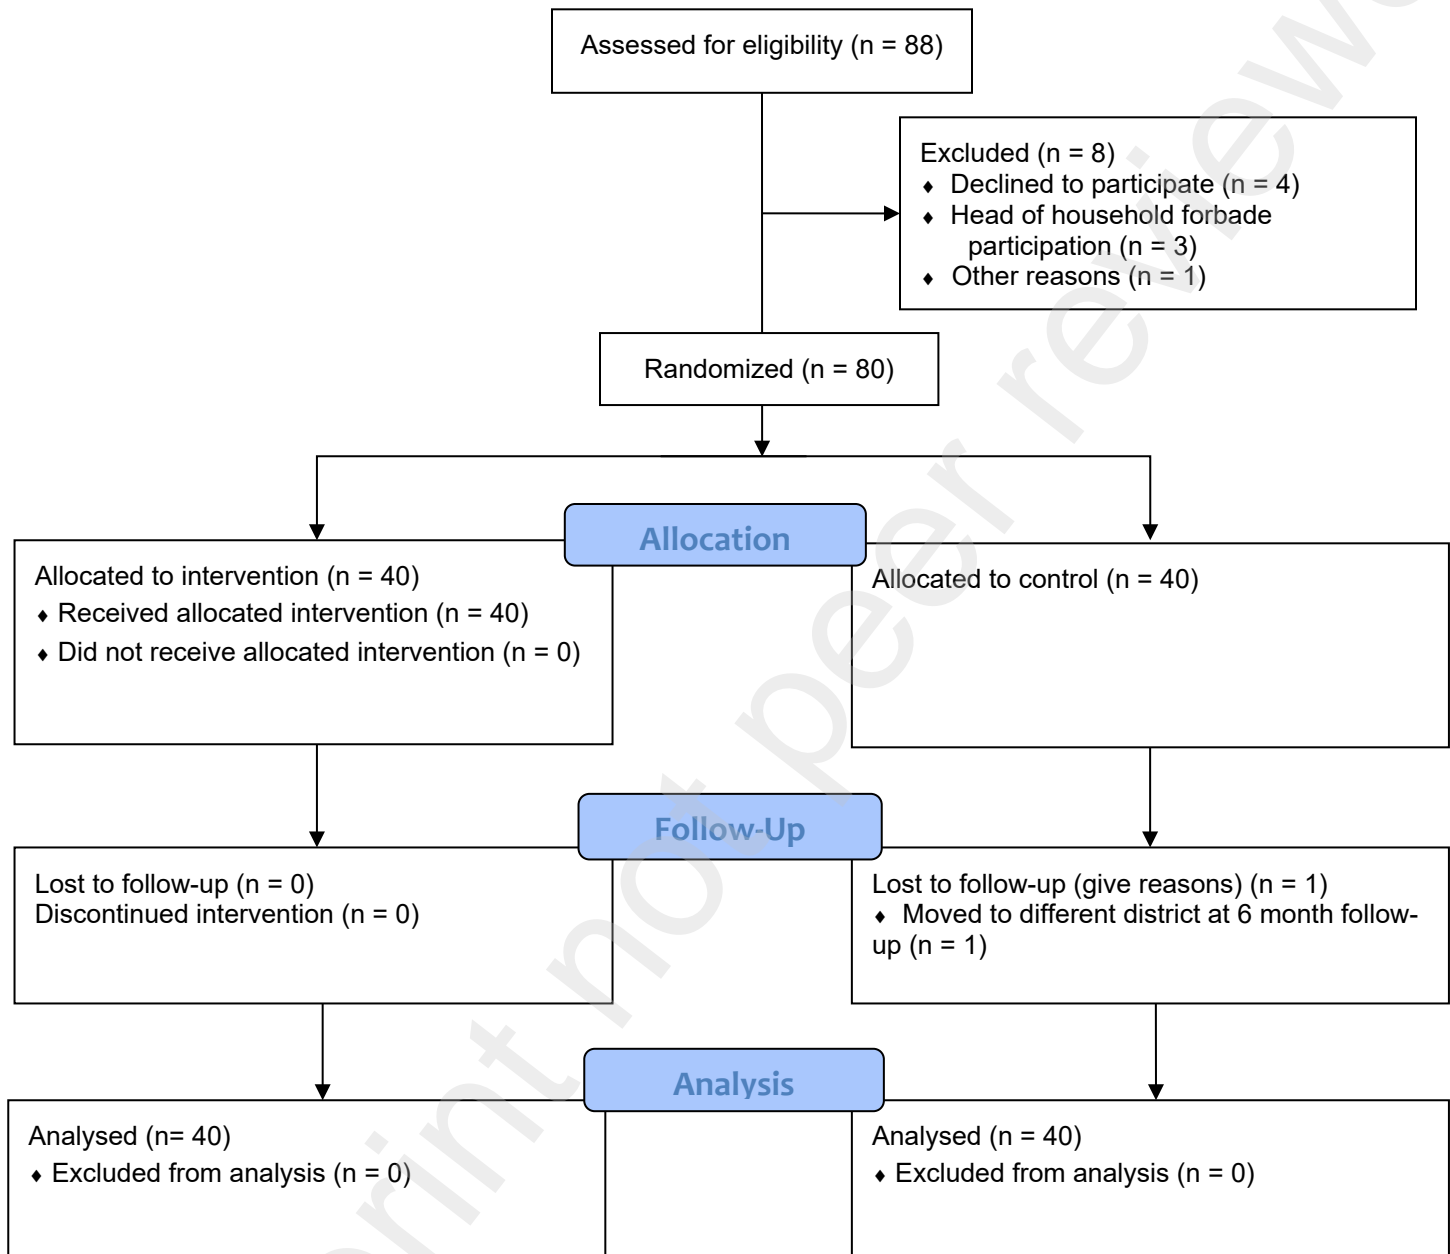 Assessed for eligibility (n = 88)
Excluded (n = 8)
♦ Declined to participate (n = 4)
♦ Head of household forbade
participation (n = 3)
♦ Other reasons (n = 1)
Randomized (n = 80)
Allocation
Allocated to intervention (n = 40)
♦ Received allocated intervention (n = 40)
♦ Did not receive allocated intervention (n = 0)
Allocated to control (n = 40)
Follow-Up
Lost to follow-up (n = 0)
Discontinued intervention (n = 0)
Lost to follow-up (give reasons) (n = 1)
♦ Moved to different district at 6 month follow-
up (n = 1)
Analysis
Analysed (n= 40)
♦ Excluded from analysis (n = 0)
Analysed (n = 40)
♦ Excluded from analysis (n = 0)
rint not peer reviewe